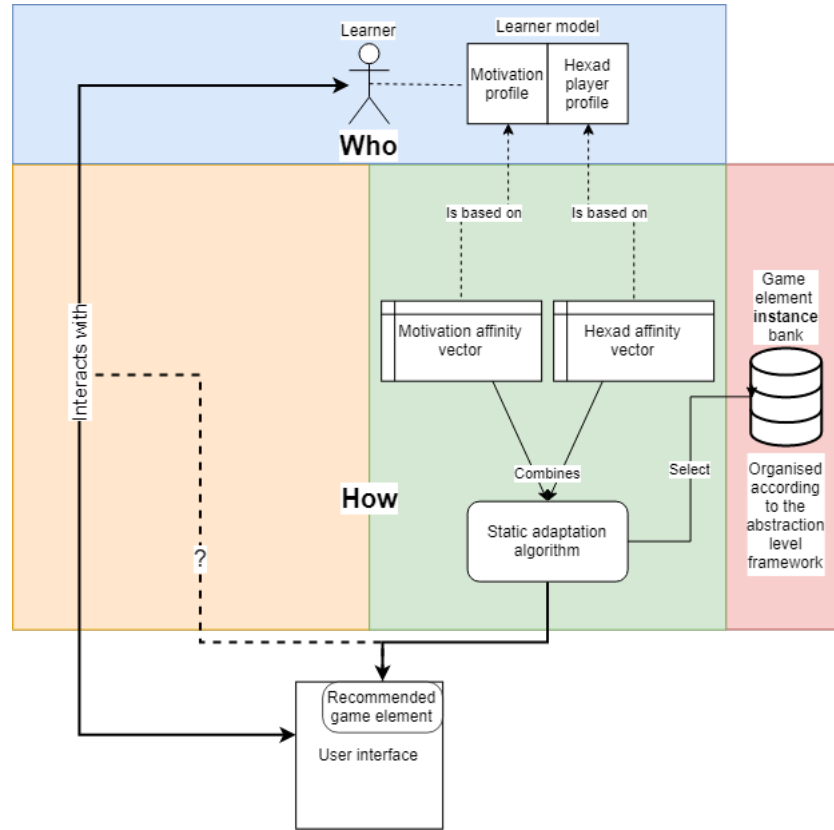 Learner
Learner model
Motivation
profile
Hexad
player
profile
Who
Is based on
Is based on
Interacts with
Motivation affinity
vector
Hexad affinity
vector
Game
element
instance
bank
Combines
Select
How
Static adaptation
algorithm
Organised
according
to the
abstraction
level
framework
?
Recommended
game element
User interface